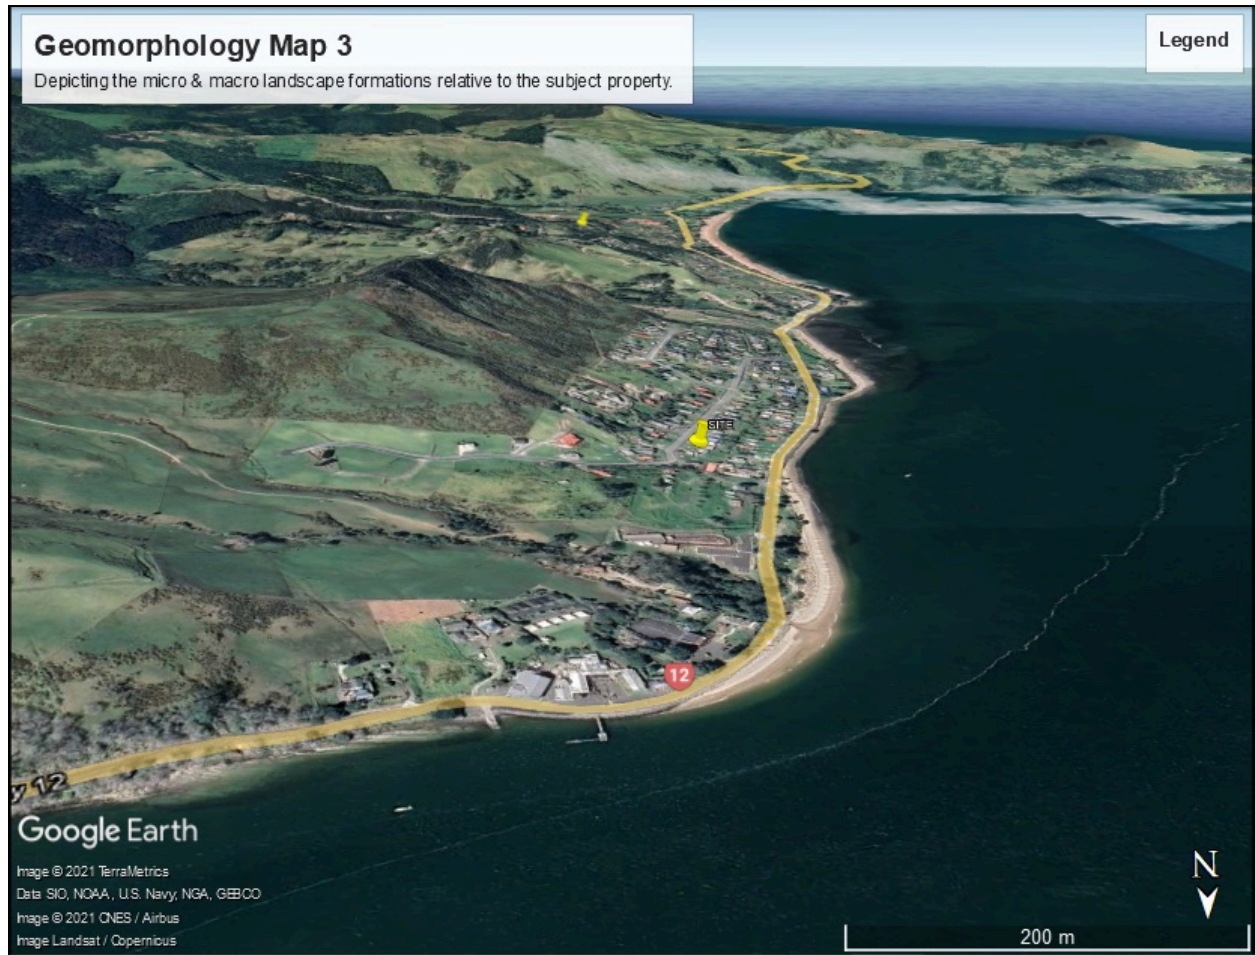 Geomorphology Map 3
Depicting the micro & macro landscape formations relative to the subject property.
Legend
SITE
12
y 12
Google Earth
Image © 2021 TerraMetrics
Data SIO, NOAA, U.S. Navy, NGA, GEBCO
Image © 2021 CNES / Airbus
Image Landsat / Copernicus
N
200 m